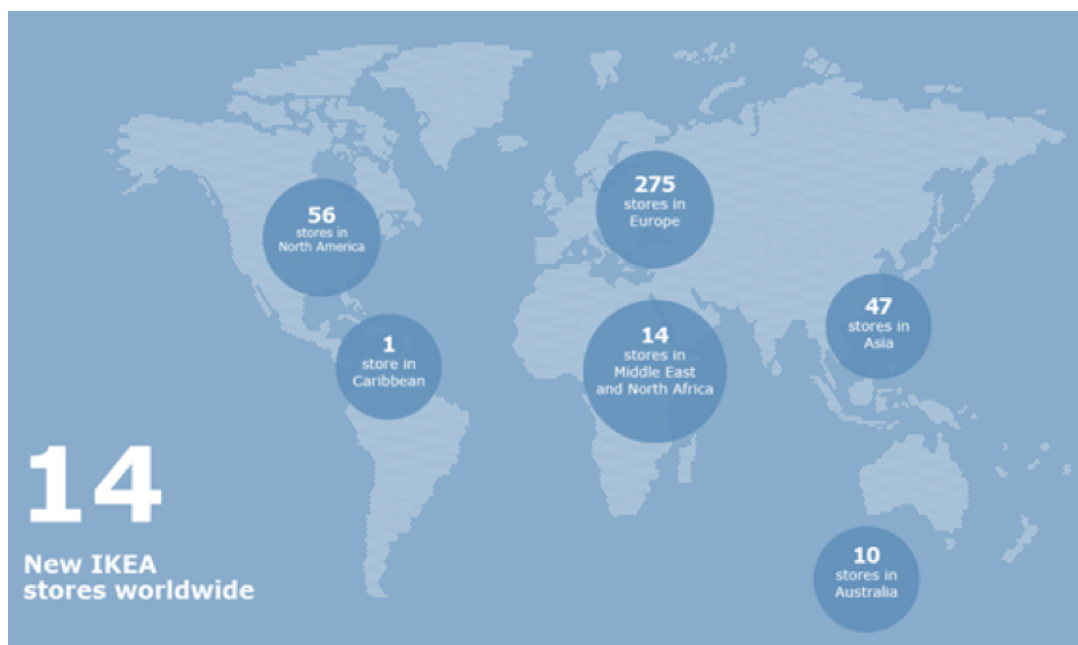 275
stores in
Europe
56
stores in
North America
47
stores in
Asia
14
stores in
Middle East
and North Africa
1
store in
Caribbean
14
New IKEA
stores worldwide
10
stores in
Australia